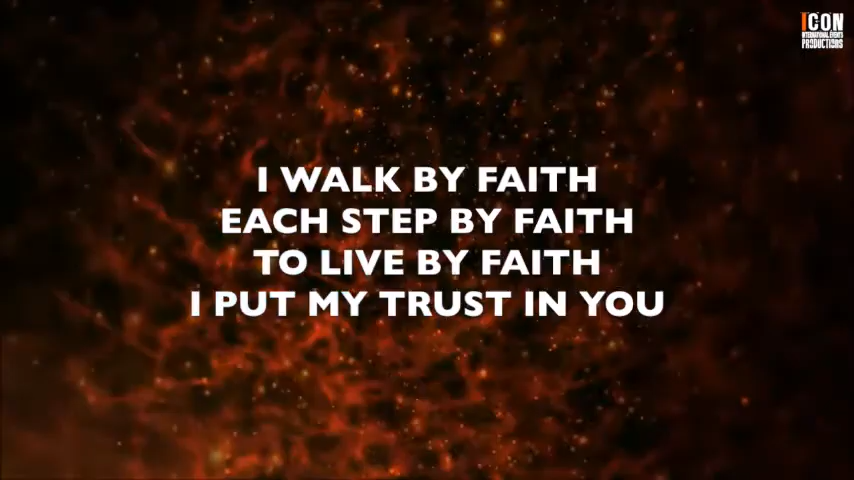 I WALK BY FAITH
EACH STEP BY FAITH
TO LIVE BY FAITH
I PUT MY TRUST IN YOU
ICON
INTERNATIONAL EVENTS
PRODUCTIONS